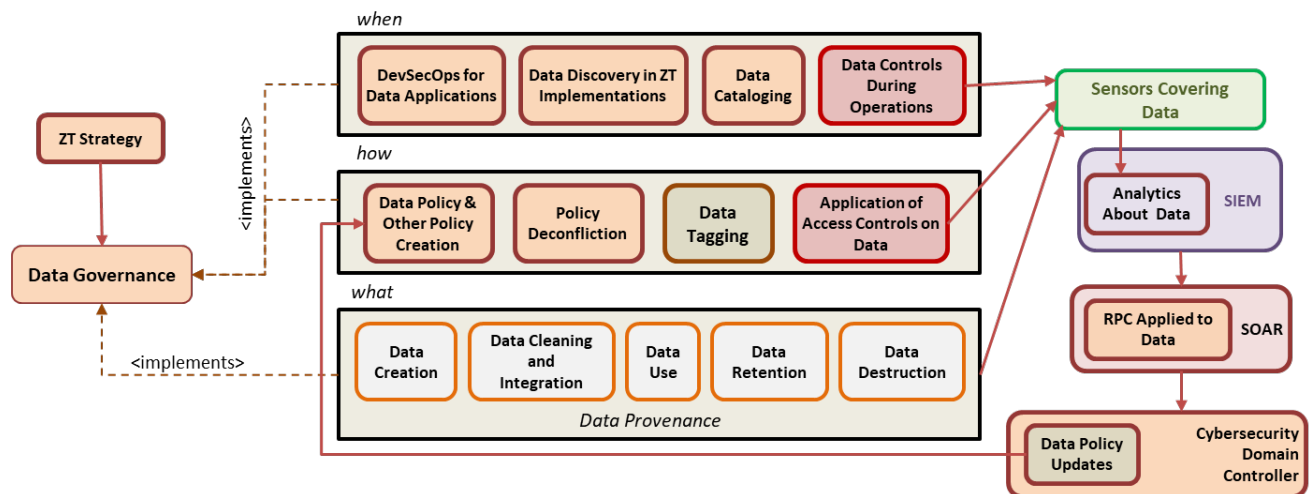 when
DevSecOps for
Data Applications
Data Discovery in ZT
Implementations
Data
Cataloging
Data Controls
During
Operations
Sensors Covering
Data
ZT Strategy
Data Governance
<implements>
<implements>
how
Data Policy &
Other Policy
Creation
Policy
Deconfliction
Data
Tagging
Application of
Access Controls on
Data
Analytics
About Data
SIEM
what
Data
Creation
Data Cleaning
and
Integration
Data
Use
Data
Retention
Data
Destruction
Data Provenance
RPC Applied to
Data
SOAR
Data Policy
Updates
Cybersecurity
Domain
Controller